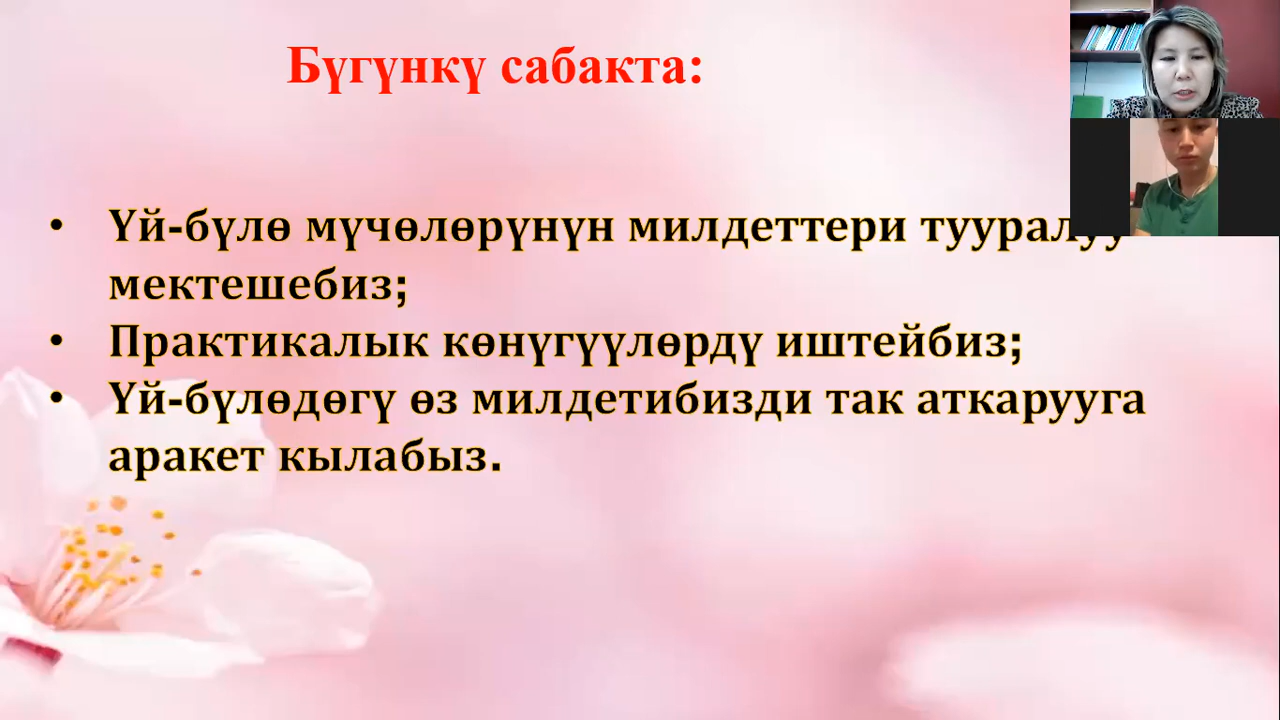 Бүгүнкү сабакта:
• Үй-бүлө мүчөлөрүнүн милдеттери тууралуу
мектешебиз;
• Практикалык көнүгүүлөрдү иштейбиз;
• Үй-бүлөдөгү өз милдетибизди так аткарууга
аракет кылабыз.